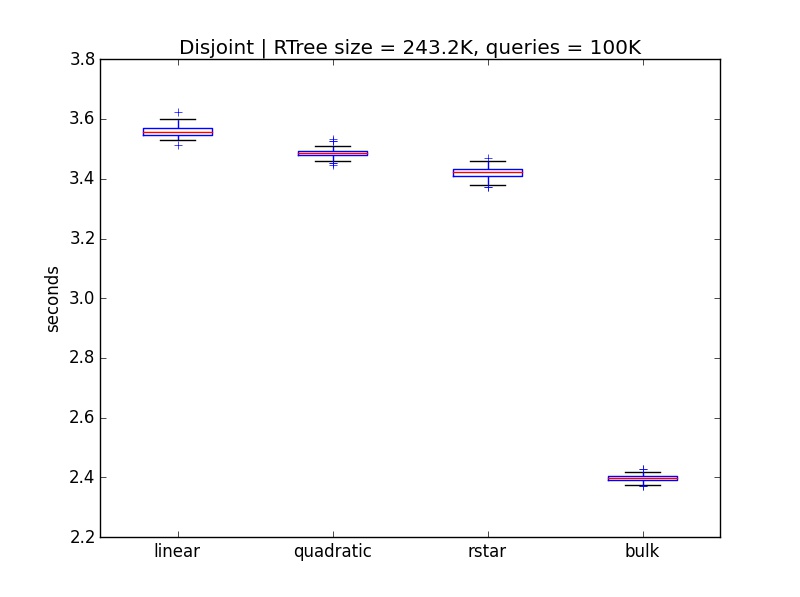 Disjoint | RTree size = 243.2K, queries = 100K
3.8
3.6
3.4
3.2
3.0
2.8
2.6
2.4
2.2
seconds
linear
quadratic
rstar
bulk